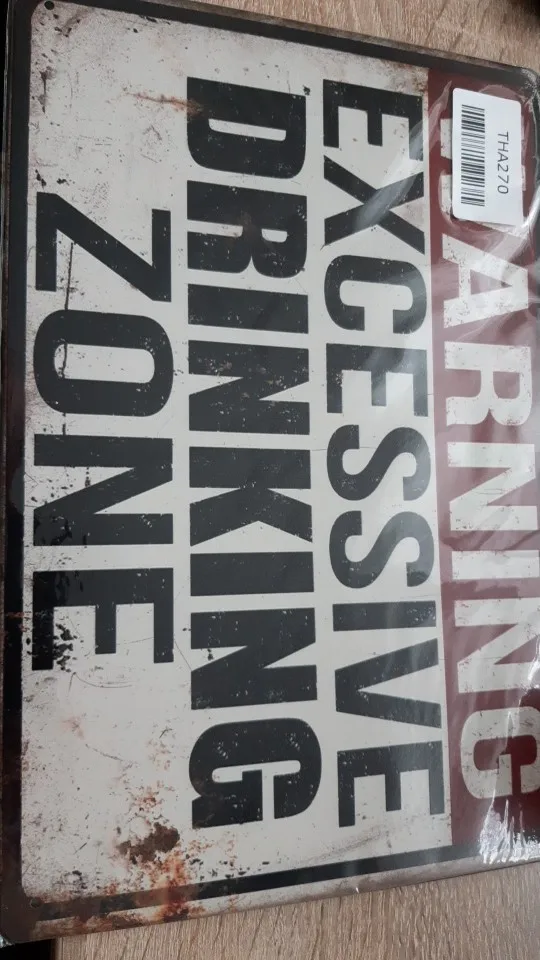 WARNING
THA270
EXCESSIVE
DRINKING
ZONE